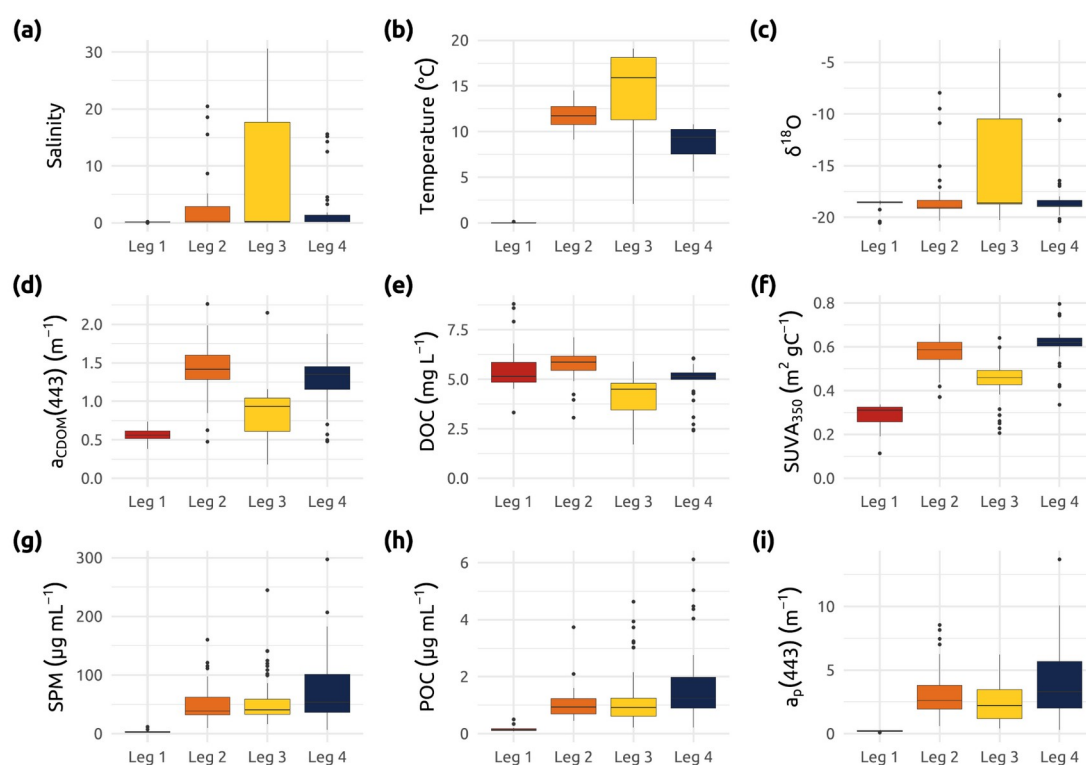 (a)
Salinity
30
20
10
0
Leg 1 Leg 2 Leg 3 Leg 4
(b)
Temperature (°C)
20
15
10
5
0
Leg 1 Leg 2 Leg 3 Leg 4
(c)
δ¹⁸O
-5
-10
-15
-20
Leg 1 Leg 2 Leg 3 Leg 4
(d)
a_CDOM(443) (m⁻¹)
2.0
1.5
1.0
0.5
0.0
Leg 1 Leg 2 Leg 3 Leg 4
(e)
DOC (mg L⁻¹)
7.5
5.0
2.5
0.0
Leg 1 Leg 2 Leg 3 Leg 4
(f)
SUVA₃₅₀ (m² gC⁻¹)
0.8
0.6
0.4
0.2
0.0
Leg 1 Leg 2 Leg 3 Leg 4
(g)
SPM (µg mL⁻¹)
300
200
100
0
Leg 1 Leg 2 Leg 3 Leg 4
(h)
POC (µg mL⁻¹)
6
4
2
0
Leg 1 Leg 2 Leg 3 Leg 4
(i)
aₚ(443) (m⁻¹)
10
5
0
Leg 1 Leg 2 Leg 3 Leg 4